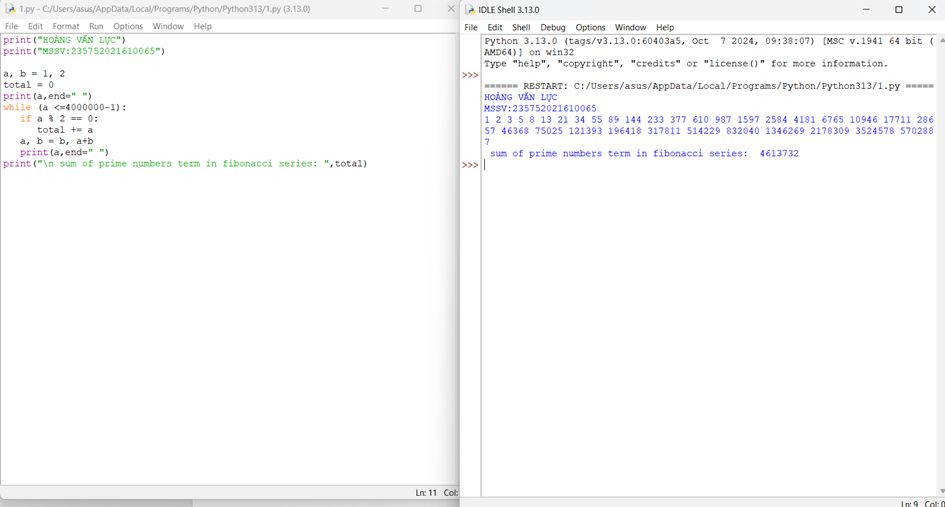 1.py - C:/Users/asus/AppData/Local/Programs/Python/Python313/1.py (3.13.0)
File Edit Format Run Options Window Help
print("HOÀNG VĂN LỰC")
print("MSSV:235752021610065")
a, b = 1, 2
total = 0
print(a,end=" ")
while (a <=4000000-1):
if a % 2 == 0:
total += a
a, b = b, a+b
print(a,end=" ")
print("\n sum of prime numbers term in fibonacci series: ",total)
Ln: 11 Col:
IDLE Shell 3.13.0
File Edit Shell Debug Options Window Help
Python 3.13.0 (tags/v3.13.0:60403a5, Oct 7 2024, 09:38:07) [MSC v.1941 64 bit (
AMD64)] on win32
Type "help", "copyright", "credits" or "license()" for more information.
>>>
====== RESTART: C:/Users/asus/AppData/Local/Programs/Python/Python313/1.py =====
HOÀNG VĂN LỰC
MSSV:235752021610065
1 2 3 5 8 13 21 34 55 89 144 233 377 610 987 1597 2584 4181 6765 10946 17711 286
57 46368 75025 121393 196418 317811 514229 832040 1346269 2178309 3524578 570288
7
sum of prime numbers term in fibonacci series: 4613732
>>>
Ln: 9 Col: 0